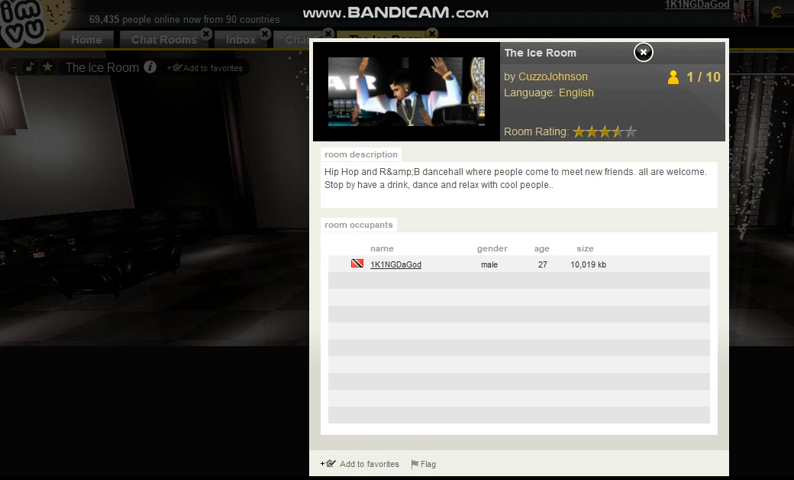 www.BANDICAM.com
imvu
69,435 people online now from 90 countries
1K1NGDaGod
Home
Chat Rooms
Inbox
The Ice Room
The Ice Room
Add to favorites
The Ice Room
by CuzzoJohnson
1 / 10
Language: English
Room Rating:
room description
Hip Hop and R&amp;B dancehall where people come to meet new friends. all are welcome.
Stop by have a drink, dance and relax with cool people..
room occupants
name gender age size
1K1NGDaGod male 27 10,019 kb
Add to favorites Flag